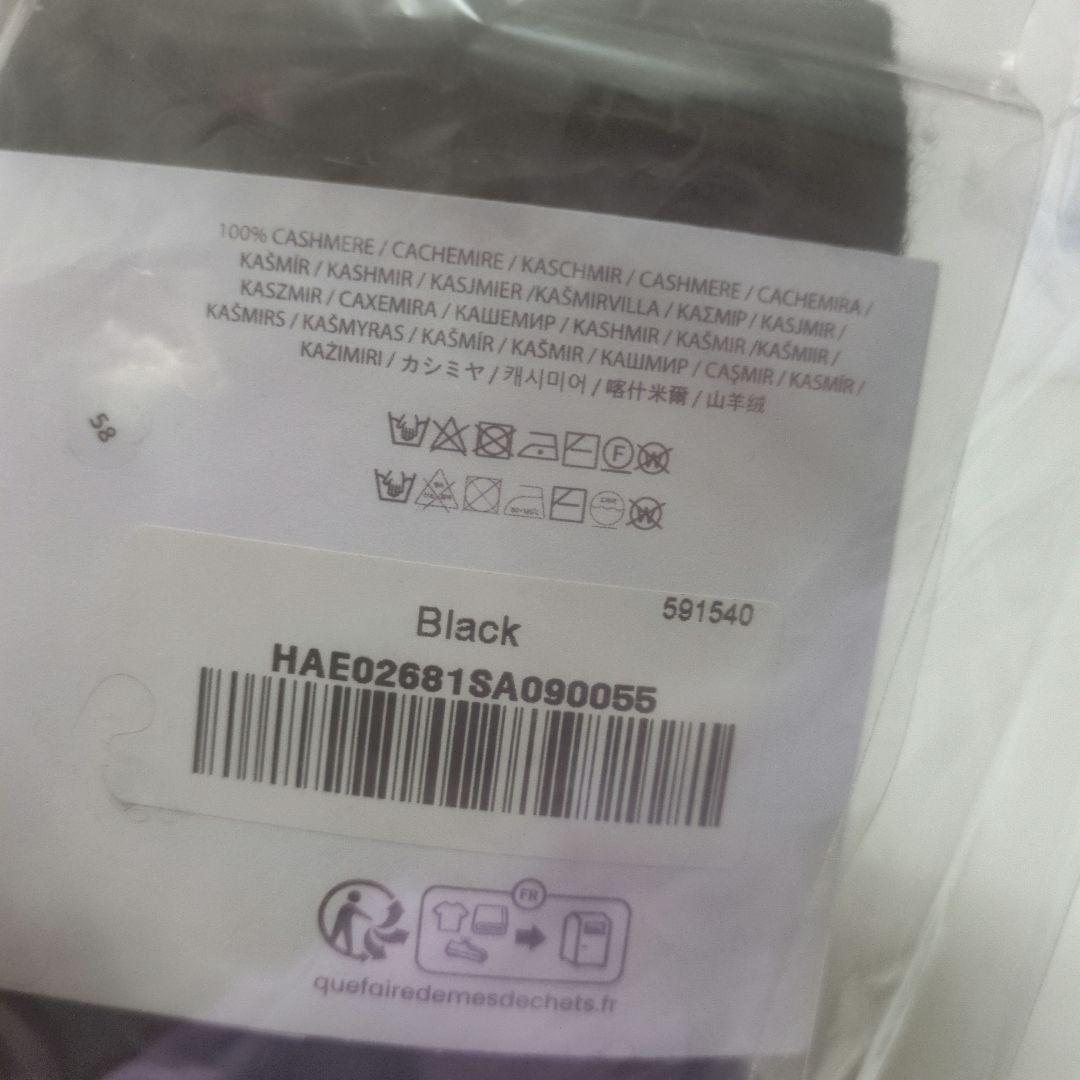 100% CASHMERE / CACHEMIRE / KASCHMIR / CASHMERE / CACHEMIRA /
KAŠMÍR / KASHMIR / KASJMIER /KAŠMIRVILLA / ΚΑΣΜΙΡ / KASJMIR /
KASZMIR / CAXEMIRA / КАШЕМИР / KASHMIR / KAŠMIR /KAŠMIIR /
KAŠMIRS / KAŠMYRAS / KAŠMÍR / KAŠMIR / КАШМИР / CAŞMIR / KASMÍR /
KAŻIMIRI / カシミヤ / 캐시미어 / 喀什米爾 / 山羊绒
58
F W
W
Black
591540
HAE02681SA090055
FR
quefairedemesdechets.fr